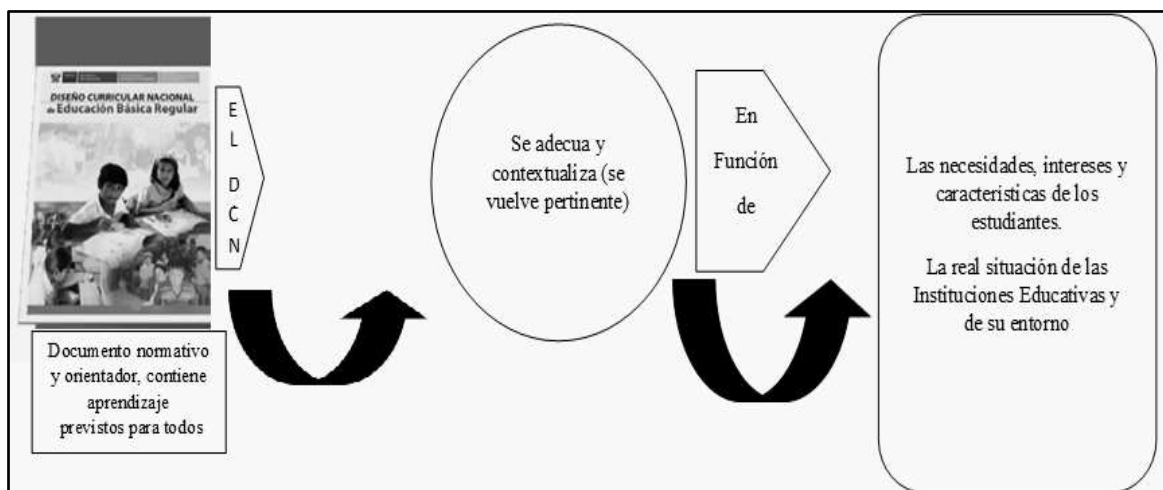 DISEÑO CURRICULAR NACIONAL
de Educación Básica Regular
EL DCN
Documento normativo
y orientador, contiene
aprendizaje
previstos para todos
Se adecua y
contextualiza (se
vuelve pertinente)
En
Función
de
Las necesidades, intereses y
características de los
estudiantes.
La real situación de las
Instituciones Educativas y
de su entorno